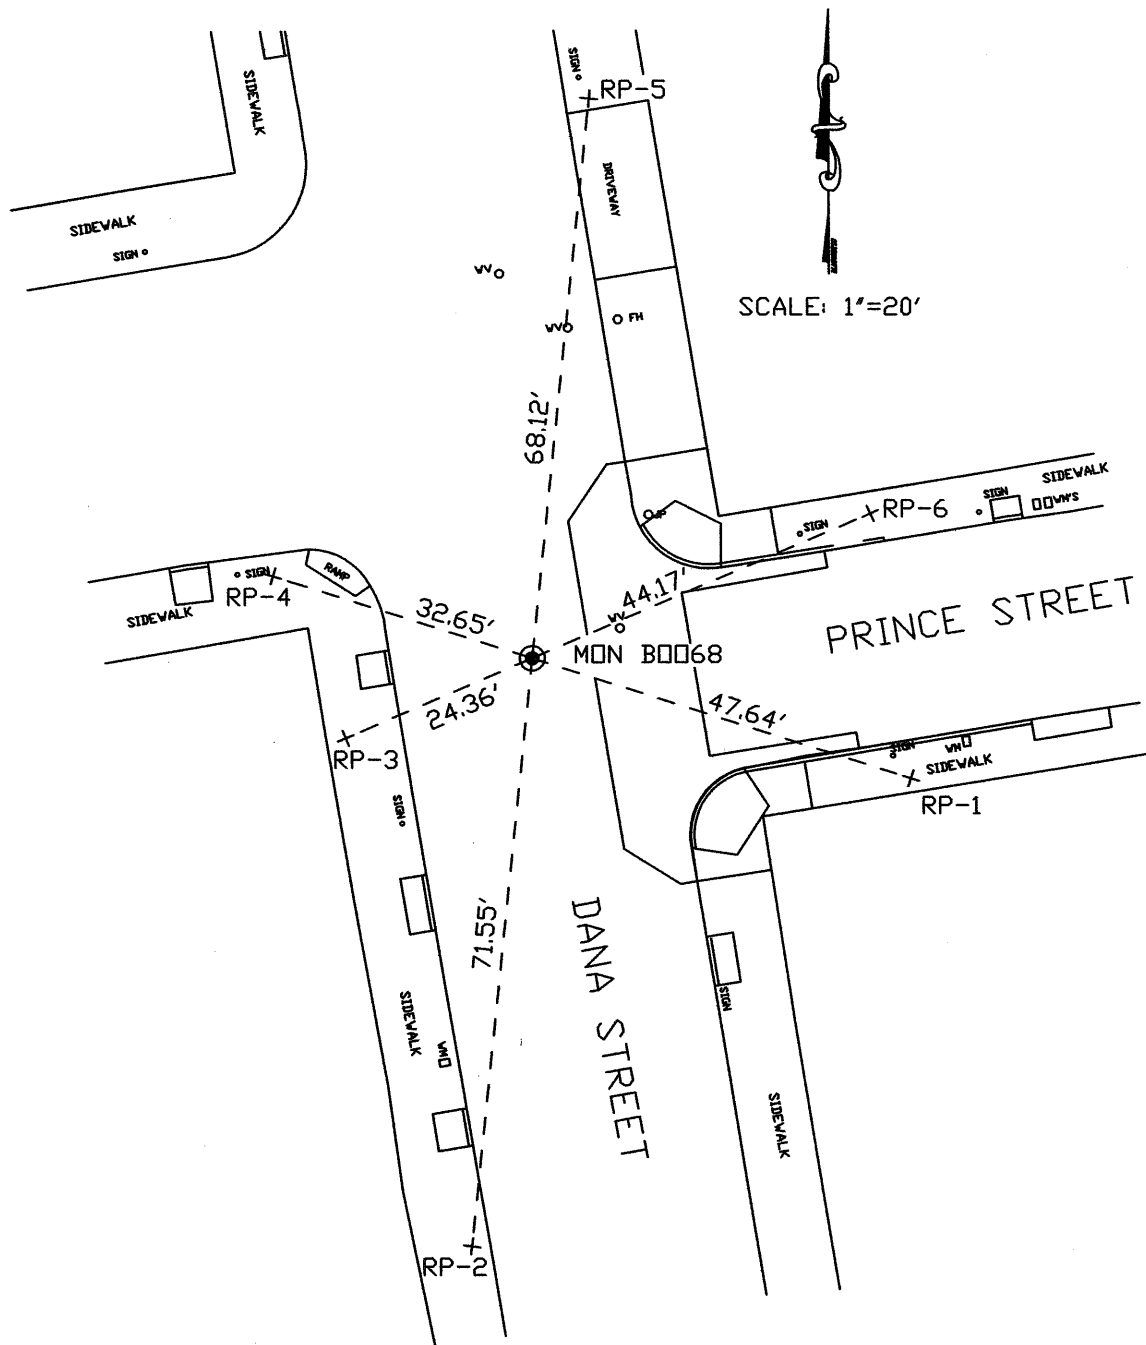 SIGN
SIDEWALK
RP-5
DRIVEWAY
SIDEWALK
SIGN
WV
SCALE: 1"=20'
FH
WV
68.12'
SIDEWALK
SIGN
WM'S
RP-6
SIGN
JP
RAMP
SIGN
RP-4
SIDEWALK
32.65'
44.17'
WV
PRINCE STREET
MON B0068
24.36'
47.64'
RP-3
SIGN
WM
SIDEWALK
RP-1
SIGN
71.55'
DANA STREET
SIGN
SIDEWALK
WM
SIDEWALK
RP-2